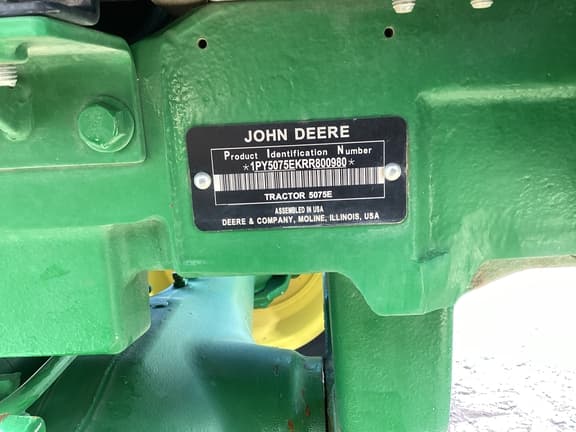 JOHN DEERE
Product Identification Number
*1PY5075EKRR800980*
TRACTOR 5075E
ASSEMBLED IN USA
DEERE & COMPANY, MOLINE, ILLINOIS, USA